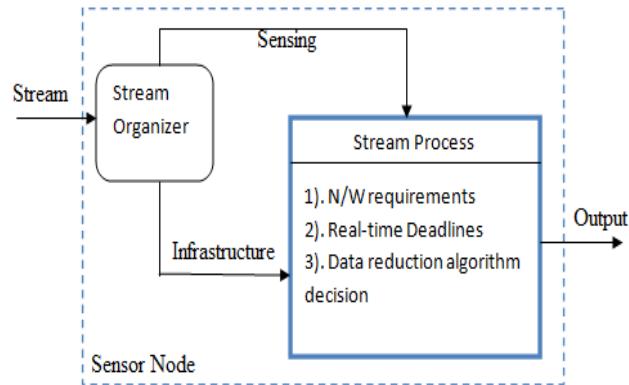 Sensing
Stream
Stream
Organizer
Stream Process
1). N/W requirements
2). Real-time Deadlines
3). Data reduction algorithm
decision
Output
Infrastructure
Sensor Node